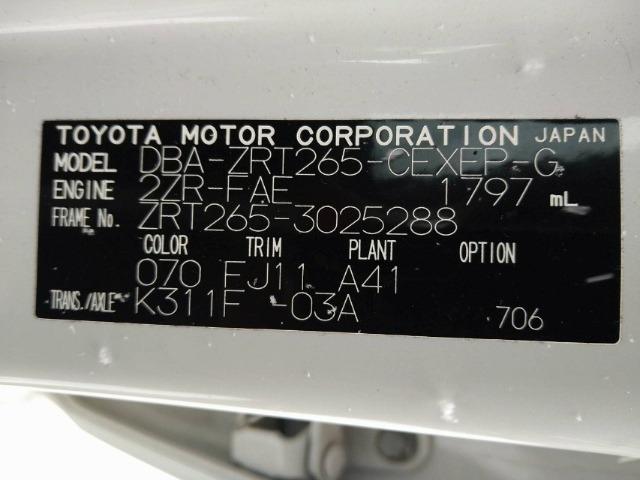 TOYOTA MOTOR CORPORATION JAPAN
MODEL DBA-ZRT265-CEXEP-G
ENGINE 2ZR-FAE 1797 mL
FRAME No. ZRT265-3025288
COLOR TRIM PLANT OPTION
070 EJ11 A41
TRANS./AXLE K311F -03A 706